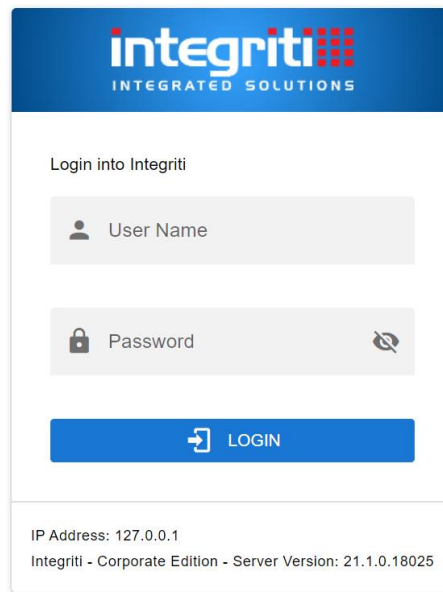 integriti
INTEGRATED SOLUTIONS
Login into Integriti
User Name
Password
LOGIN
IP Address: 127.0.0.1
Integriti - Corporate Edition - Server Version: 21.1.0.18025